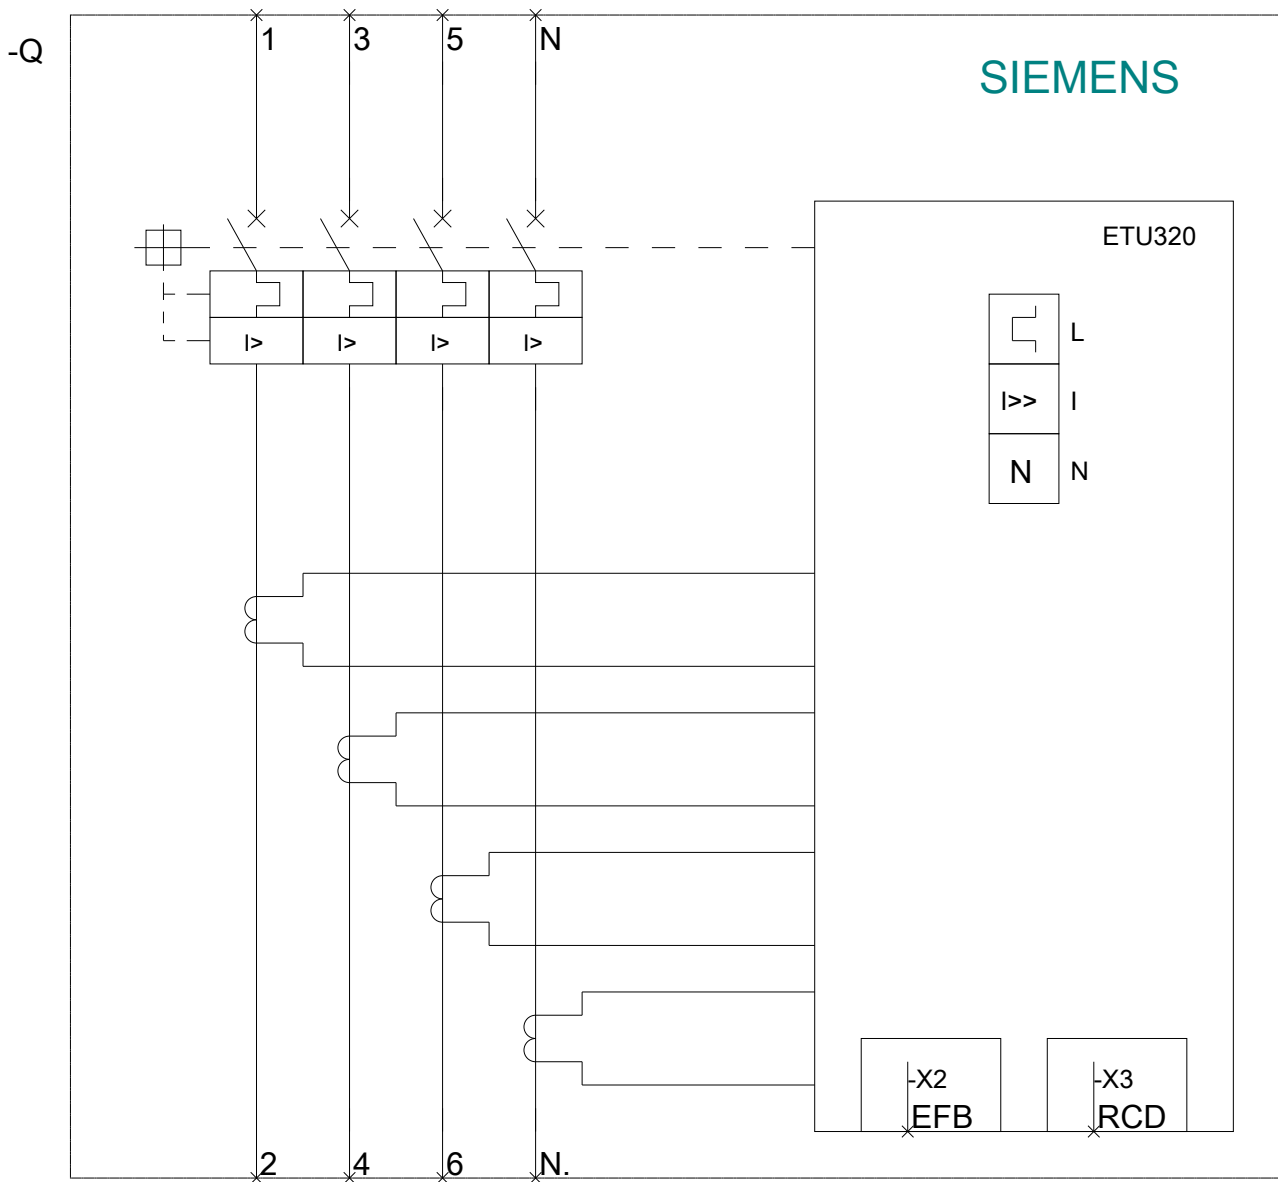 1 3 5 N
-Q
SIEMENS
ETU320
L
I> I> I> I>
I>> I
N N
-X2 -X3
EFB RCD
2 4 6 N.